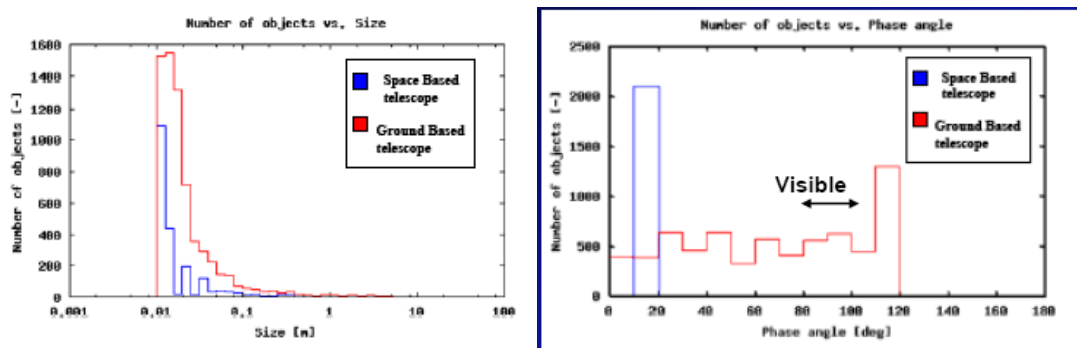 Number of objects vs. Size
Number of objects [-]
1600
1400
1200
1000
800
600
400
200
0
0.001
0.01
0.1
1
10
100
Size [m]
Space Based
telescope
Ground Based
telescope
Number of objects vs. Phase angle
Number of objects [-]
2500
2000
1500
1000
500
0
0
20
40
60
80
100
120
140
160
180
Phase angle [deg]
Space Based
telescope
Ground Based
telescope
Visible